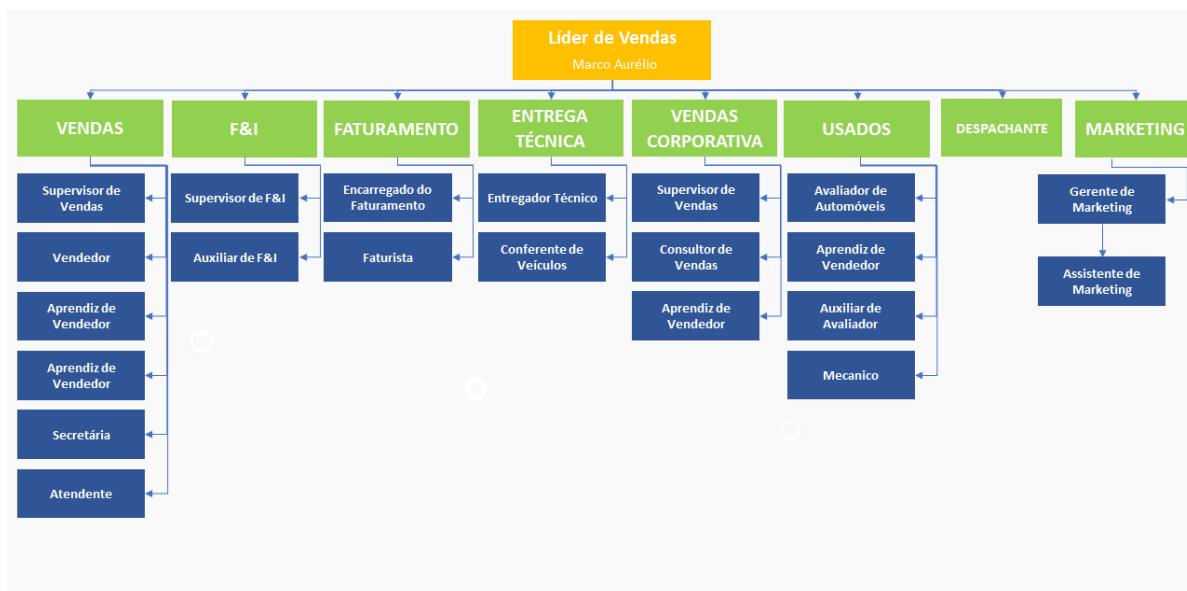 Líder de Vendas
Marco Aurélio
VENDAS
F&I
FATURAMENTO
ENTREGA
TÉCNICA
VENDAS
CORPORATIVA
USADOS
DESPACHANTE
MARKETING
Supervisor de
Vendas
Vendedor
Aprendiz de
Vendedor
Aprendiz de
Vendedor
Secretária
Atendente
Supervisor de F&I
Auxiliar de F&I
Encarregado do
Faturamento
Faturista
Entregador Técnico
Conferente de
Veículos
Supervisor de
Vendas
Consultor de
Vendas
Aprendiz de
Vendedor
Avaliador de
Automóveis
Aprendiz de
Vendedor
Auxiliar de
Avaliador
Mecanico
Gerente de
Marketing
Assistente de
Marketing